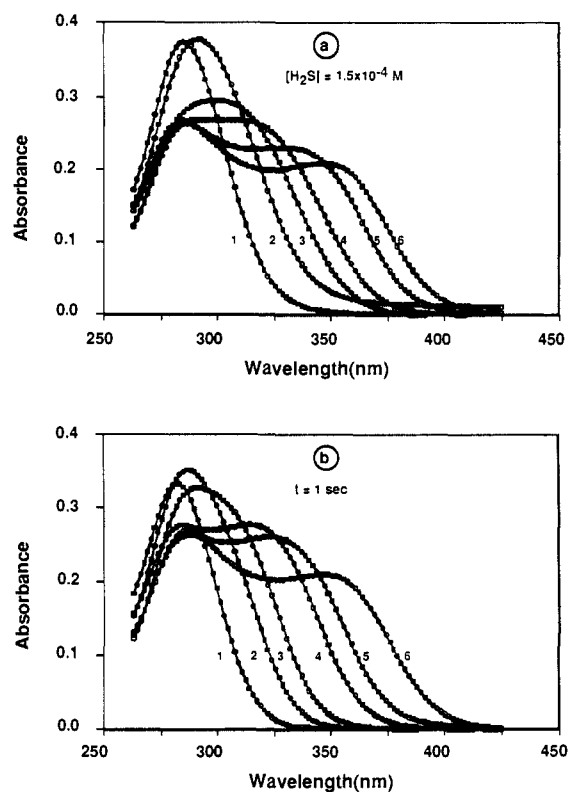 a
[H₂S] = 1.5x10⁻⁴ M
0.4
0.3
0.2
0.1
0.0
Absorbance
1 2 3 4 5 6
250 300 350 400 450
Wavelength(nm)
b
t = 1 sec
0.4
0.3
0.2
0.1
0.0
Absorbance
1 2 3 4 5 6
250 300 350 400 450
Wavelength(nm)